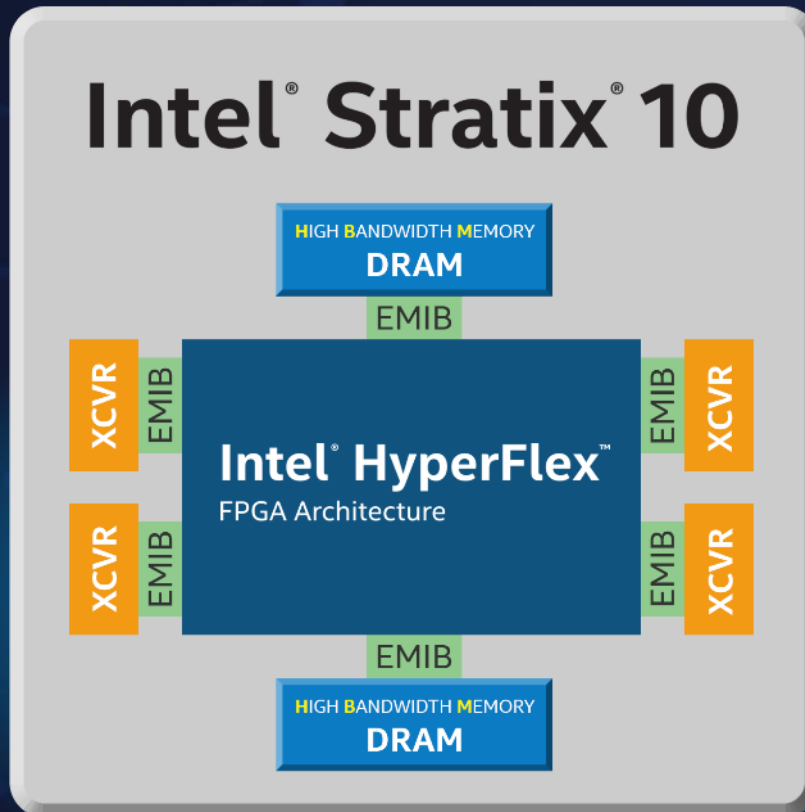 Intel® Stratix® 10
HIGH BANDWIDTH MEMORY
DRAM
EMIB
XCVR
EMIB
EMIB
XCVR
Intel® HyperFlex™
FPGA Architecture
XCVR
EMIB
EMIB
XCVR
EMIB
HIGH BANDWIDTH MEMORY
DRAM